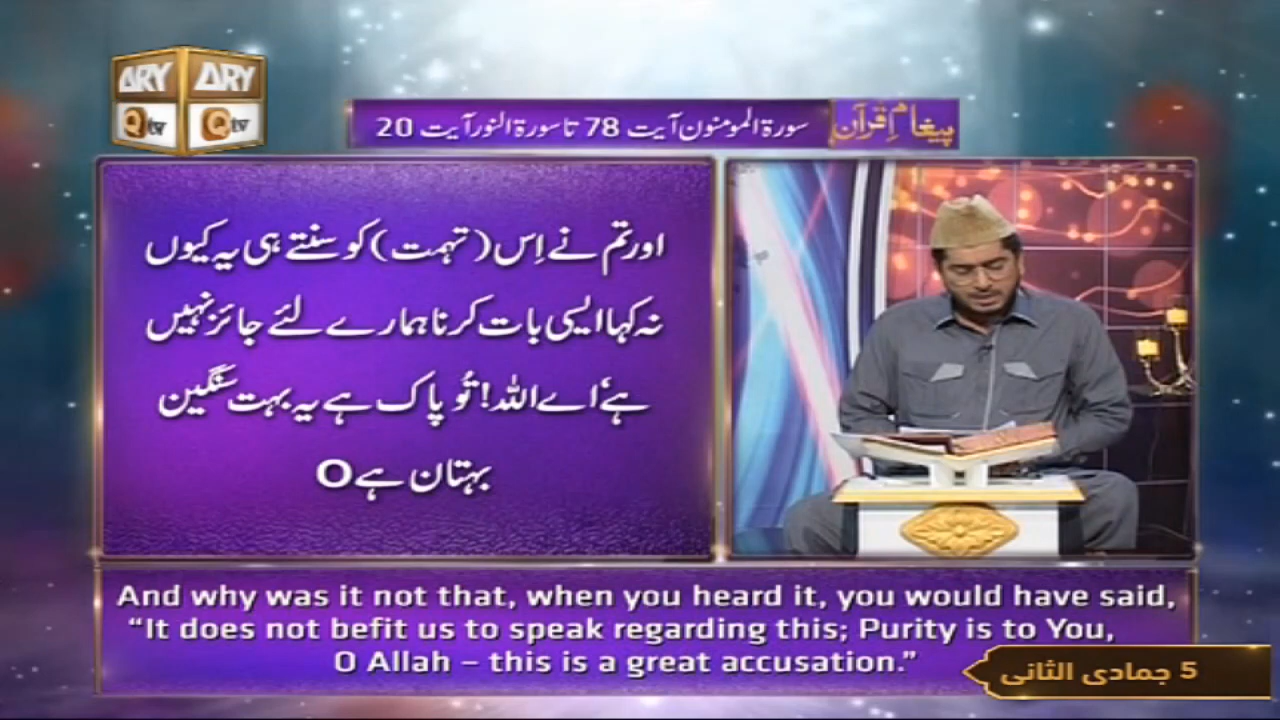 ARY ARY
Qtv Qtv
پیغامِ قرآن
سورۃ المومنون آیت 78 تا سورۃ النور آیت 20
اور تم نے اِس (تہمت) کو سنتے ہی یہ کیوں
نہ کہا ایسی بات کرنا ہمارے لئے جائز نہیں
ہے‘ اے اللہ! تُو پاک ہے یہ بہت سنگین
بہتان ہے O
And why was it not that, when you heard it, you would have said,
“It does not befit us to speak regarding this; Purity is to You,
O Allah – this is a great accusation.”
5 جمادی الثانی